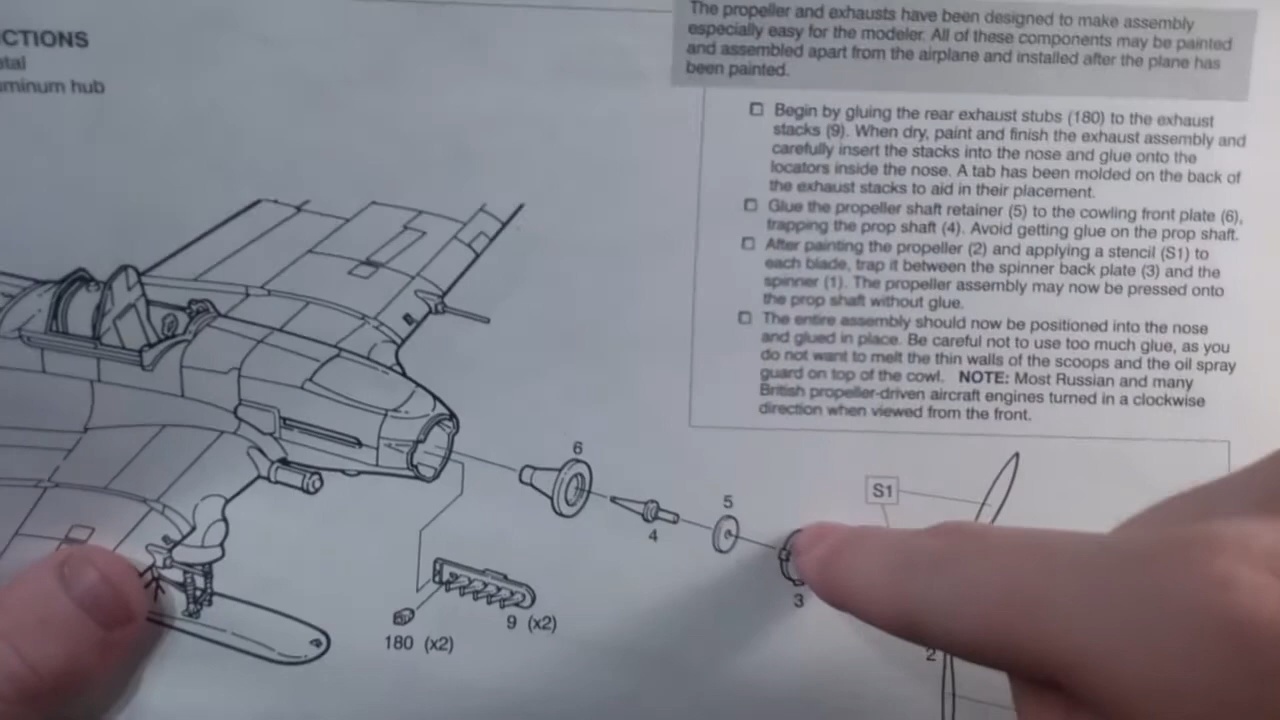 CTIONS
etal
minum hub
The propeller and exhausts have been designed to make assembly
especially easy for the modeler. All of these components may be painted
and assembled apart from the airplane and installed after the plane has
been painted.
☐ Begin by gluing the rear exhaust stubs (180) to the exhaust
stacks (9). When dry, paint and finish the exhaust assembly and
carefully insert the stacks into the nose and glue onto the
locators inside the nose. A tab has been molded on the back of
the exhaust stacks to aid in their placement.
☐ Glue the propeller shaft retainer (5) to the cowling front plate (6),
trapping the prop shaft (4). Avoid getting glue on the prop shaft.
☐ After painting the propeller (2) and applying a stencil (S1) to
each blade, trap it between the spinner back plate (3) and the
spinner (1). The propeller assembly may now be pressed onto
the prop shaft without glue.
☐ The entire assembly should now be positioned into the nose
and glued in place. Be careful not to use too much glue, as you
do not want to melt the thin walls of the scoops and the oil spray
guard on top of the cowl. NOTE: Most Russian and many
British propeller-driven aircraft engines turned in a clockwise
direction when viewed from the front.
6
S1
5
4
3
9 (x2)
180 (x2)
2